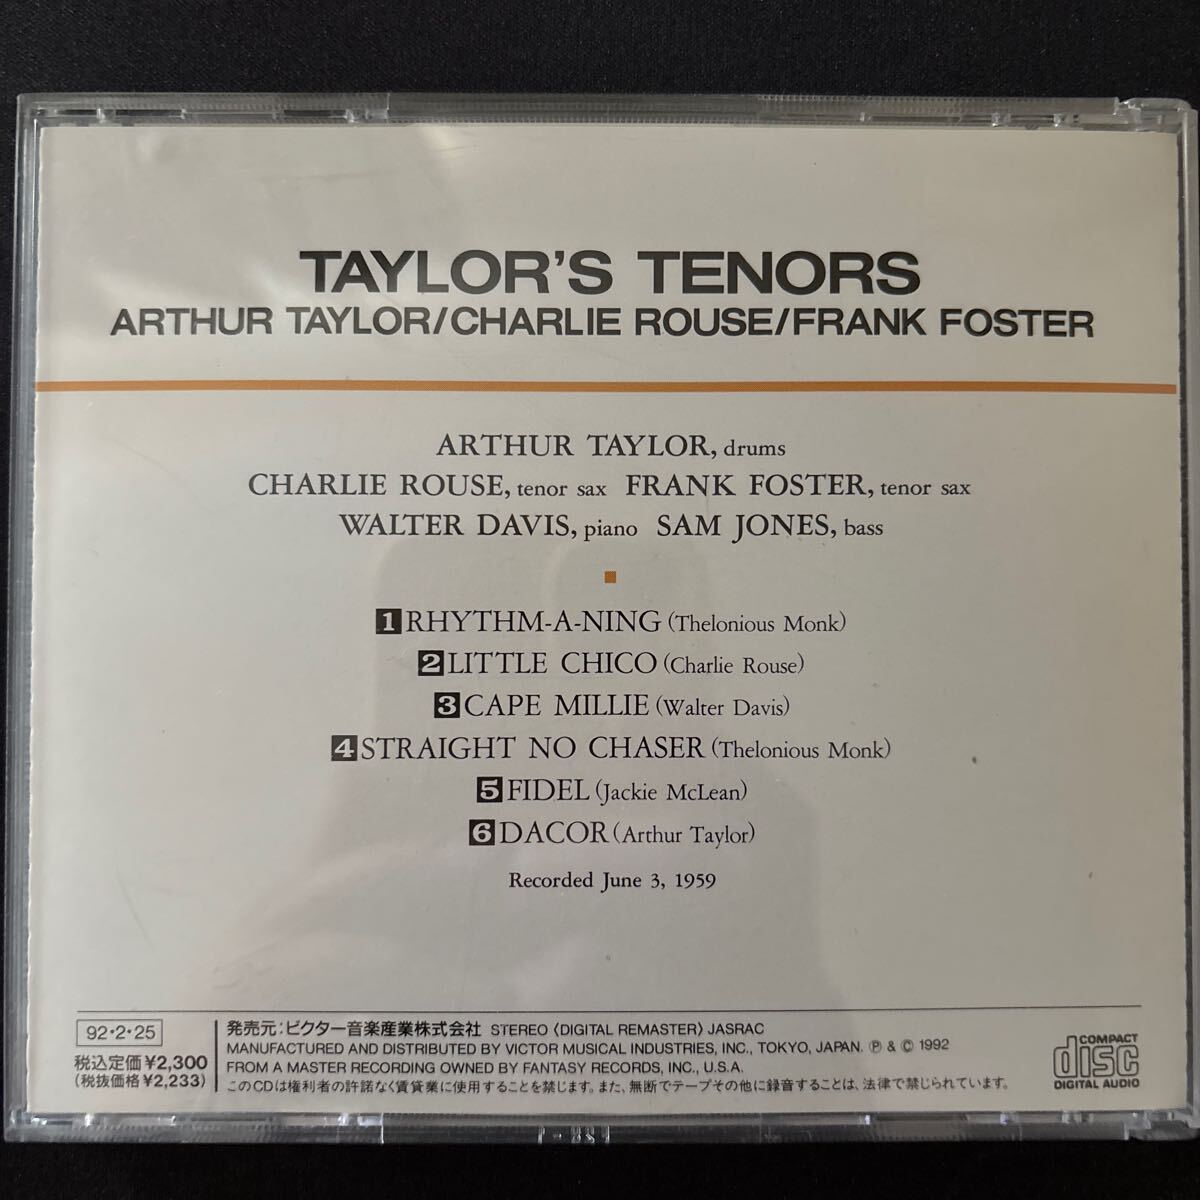 TAYLOR'S TENORS
ARTHUR TAYLOR/CHARLIE ROUSE/FRANK FOSTER
ARTHUR TAYLOR, drums
CHARLIE ROUSE, tenor sax FRANK FOSTER, tenor sax
WALTER DAVIS, piano SAM JONES, bass
1 RHYTHM-A-NING (Thelonious Monk)
2 LITTLE CHICO (Charlie Rouse)
3 CAPE MILLIE (Walter Davis)
4 STRAIGHT NO CHASER (Thelonious Monk)
5 FIDEL (Jackie McLean)
6 DACOR (Arthur Taylor)
Recorded June 3, 1959
92・2・25
税込定価¥2,300
(税抜価格¥2,233)
発売元:ビクター音楽産業株式会社 STEREO 〈DIGITAL REMASTER〉 JASRAC
MANUFACTURED AND DISTRIBUTED BY VICTOR MUSICAL INDUSTRIES, INC., TOKYO, JAPAN. ℗ & © 1992
FROM A MASTER RECORDING OWNED BY FANTASY RECORDS, INC., U.S.A.
このCDは権利者の許諾なく賃貸業に使用することを禁じます。また、無断でテープその他に録音することは、法律で禁じられています。
COMPACT
disc
DIGITAL AUDIO